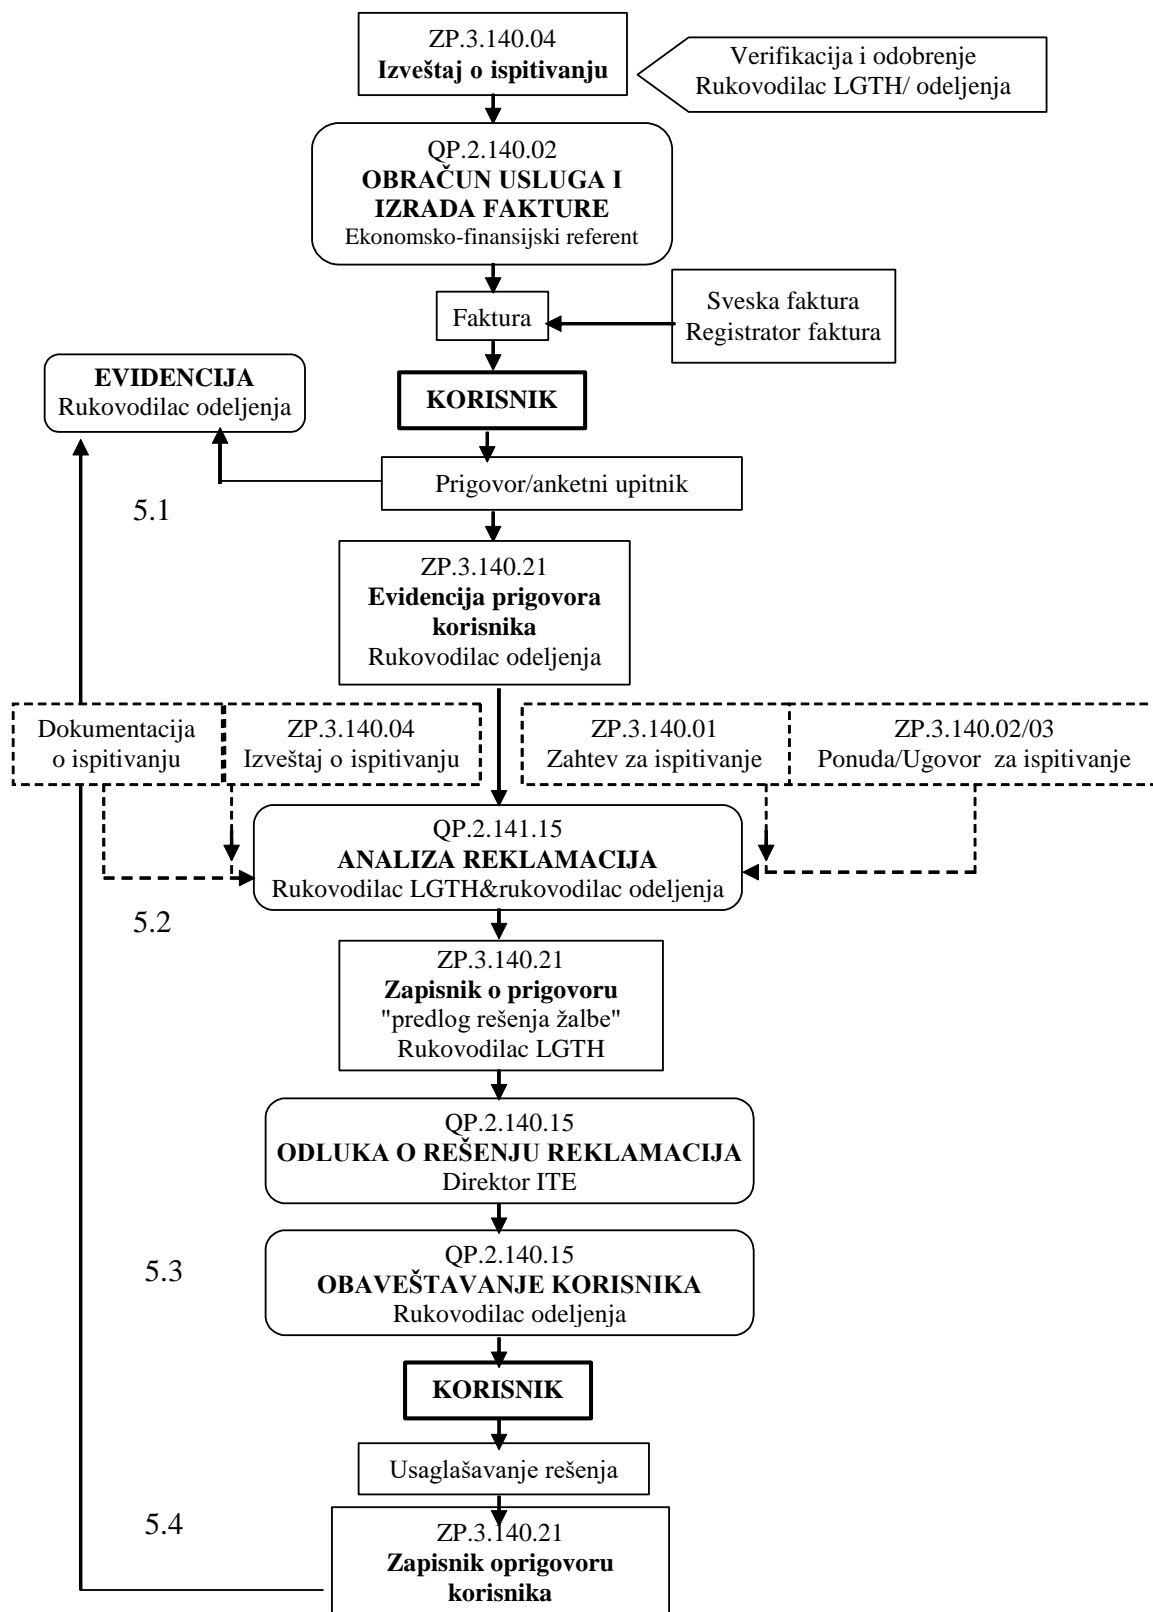 ZP.3.140.04
Izveštaj o ispitivanju
Verifikacija i odobrenje
Rukovodilac LGTH/ odeljenja
QP.2.140.02
OBRAČUN USLUGA I
IZRADA FAKTURE
Ekonomsko-finansijski referent
Faktura
Sveska faktura
Registrator faktura
EVIDENCIJA
Rukovodilac odeljenja
KORISNIK
Prigovor/anketni upitnik
5.1
ZP.3.140.21
Evidencija prigovora
korisnika
Rukovodilac odeljenja
Dokumentacija
o ispitivanju
ZP.3.140.04
Izveštaj o ispitivanju
ZP.3.140.01
Zahtev za ispitivanje
ZP.3.140.02/03
Ponuda/Ugovor  za ispitivanje
QP.2.141.15
ANALIZA REKLAMACIJA
Rukovodilac LGTH&rukovodilac odeljenja
5.2
ZP.3.140.21
Zapisnik o prigovoru
"predlog rešenja žalbe"
Rukovodilac LGTH
QP.2.140.15
ODLUKA O REŠENJU REKLAMACIJA
Direktor ITE
5.3
QP.2.140.15
OBAVEŠTAVANJE KORISNIKA
Rukovodilac odeljenja
KORISNIK
Usaglašavanje rešenja
5.4
ZP.3.140.21
Zapisnik oprigovoru
korisnika